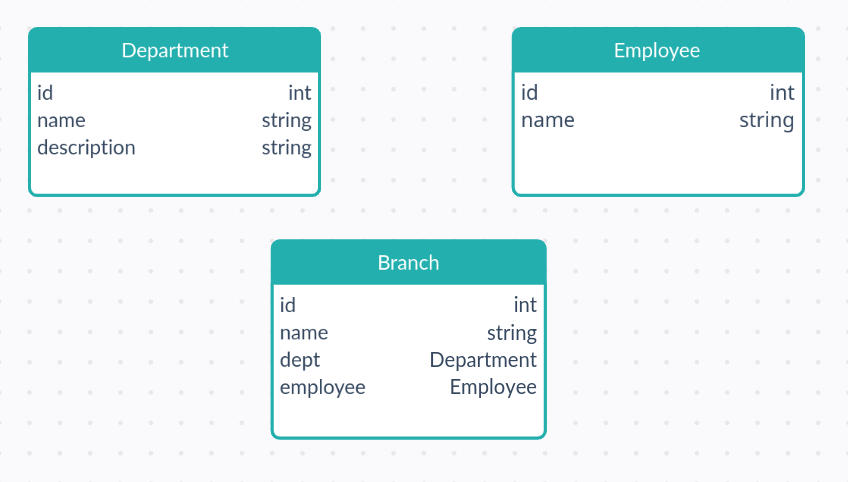 Department
id int
name string
description string
Employee
id int
name string
Branch
id int
name string
dept Department
employee Employee